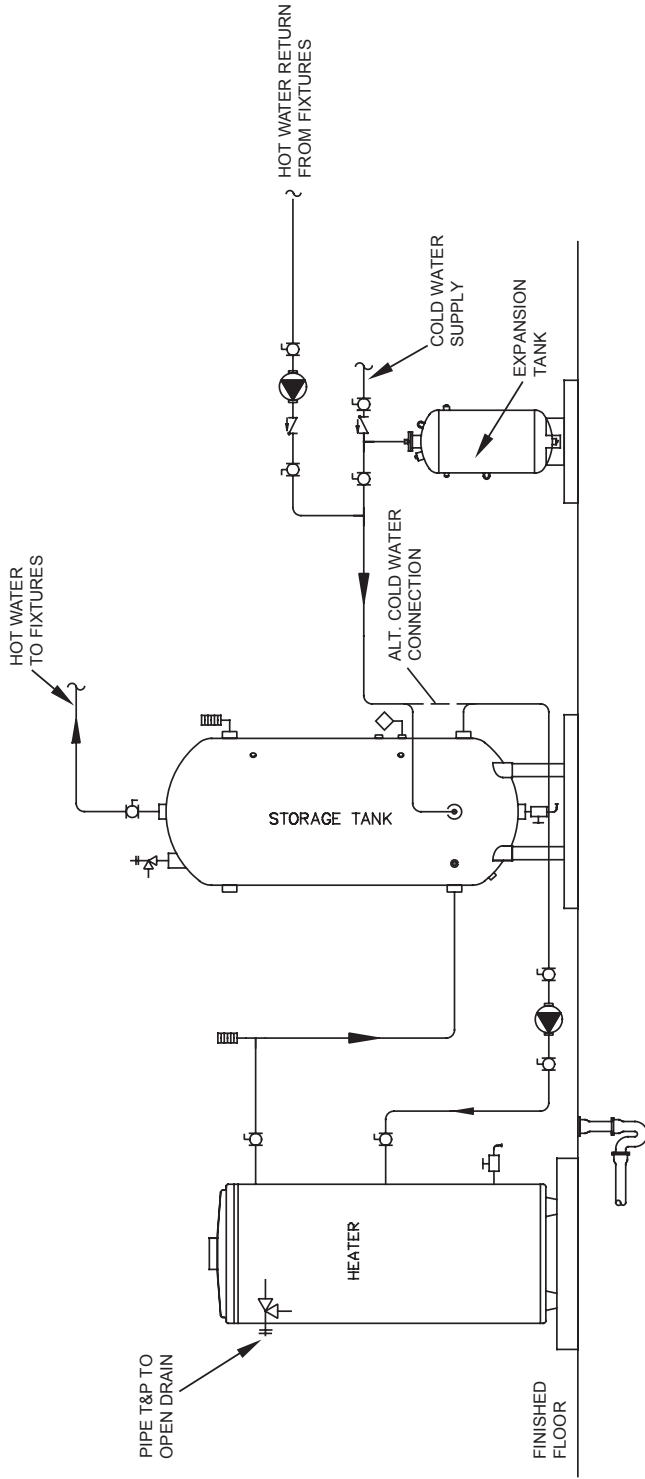 HOT WATER RETURN
FROM FIXTURES
COLD WATER
SUPPLY
EXPANSION
TANK
HOT WATER
TO FIXTURES
ALT. COLD WATER
CONNECTION
STORAGE TANK
HEATER
PIPE T&P TO
OPEN DRAIN
FINISHED
FLOOR